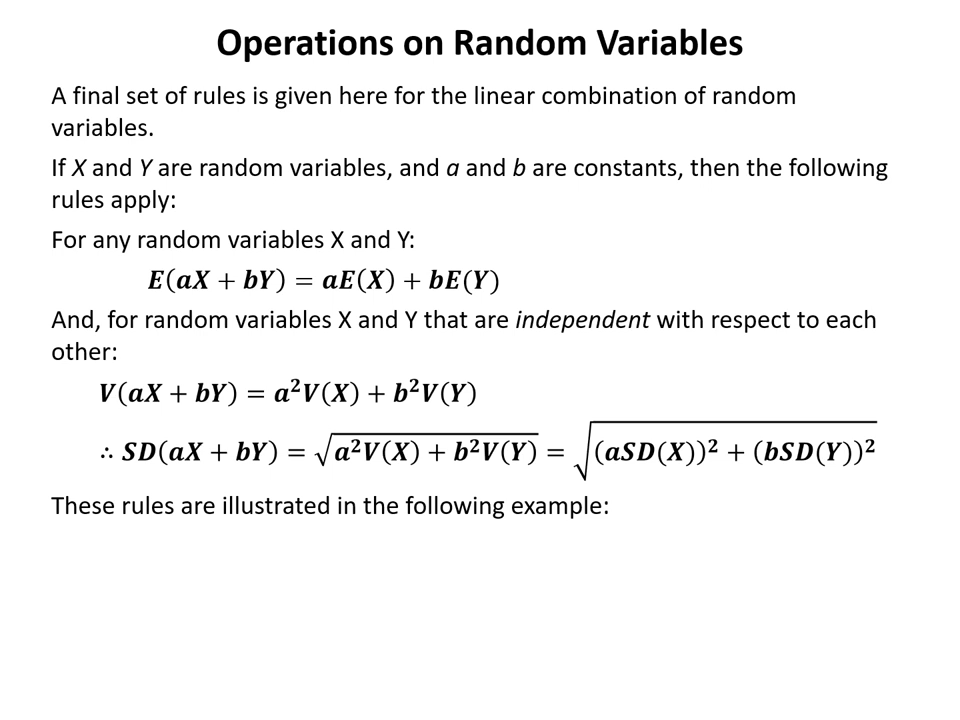 Operations on Random Variables
A final set of rules is given here for the linear combination of random
variables.
If X and Y are random variables, and a and b are constants, then the following
rules apply:
For any random variables X and Y:
E(aX + bY) = aE(X) + bE(Y)
And, for random variables X and Y that are independent with respect to each
other:
V(aX + bY) = a²V(X) + b²V(Y)
∴ SD(aX + bY) = √(a²V(X) + b²V(Y)) = √((aSD(X))² + (bSD(Y))²)
These rules are illustrated in the following example: